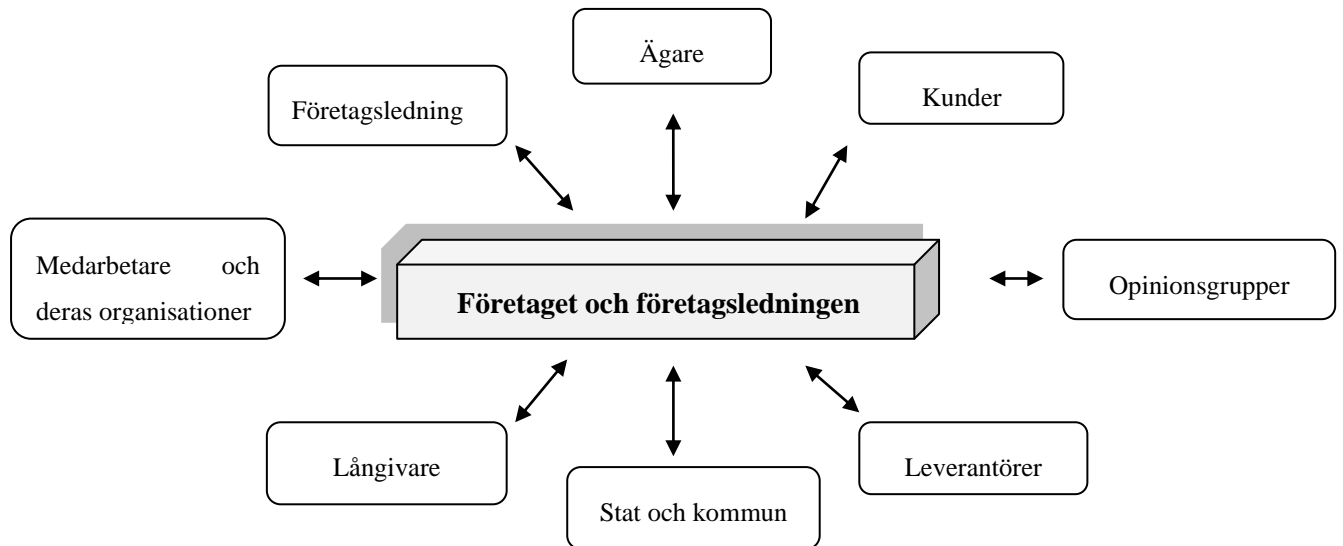 Ägare
Företagsledning
Kunder
Medarbetare och
deras organisationer
Företaget och företagsledningen
Opinionsgrupper
Långivare
Stat och kommun
Leverantörer